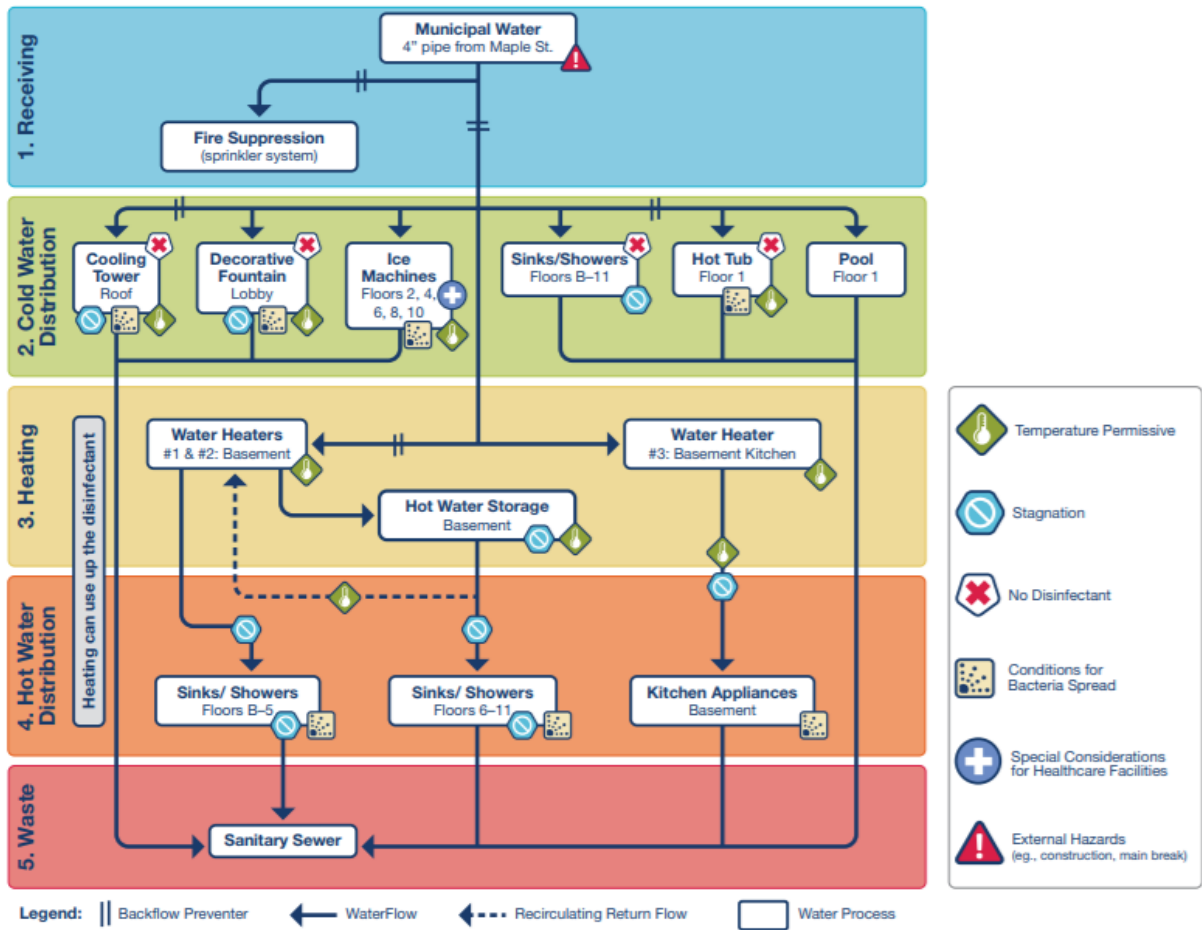 1. Receiving
Municipal Water
4” pipe from Maple St.
Fire Suppression
(sprinkler system)
2. Cold Water
Distribution
Cooling
Tower
Roof
Decorative
Fountain
Lobby
Ice
Machines
Floors 2, 4,
6, 8, 10
Sinks/Showers
Floors B–11
Hot Tub
Floor 1
Pool
Floor 1
3. Heating
Heating can use up the disinfectant
Water Heaters
#1 & #2: Basement
Water Heater
#3: Basement Kitchen
Hot Water Storage
Basement
4. Hot Water
Distribution
Sinks/ Showers
Floors B–5
Sinks/ Showers
Floors 6–11
Kitchen Appliances
Basement
5. Waste
Sanitary Sewer
Temperature Permissive
Stagnation
No Disinfectant
Conditions for
Bacteria Spread
Special Considerations
for Healthcare Facilities
External Hazards
(eg., construction, main break)
Legend: Backflow Preventer WaterFlow Recirculating Return Flow Water Process